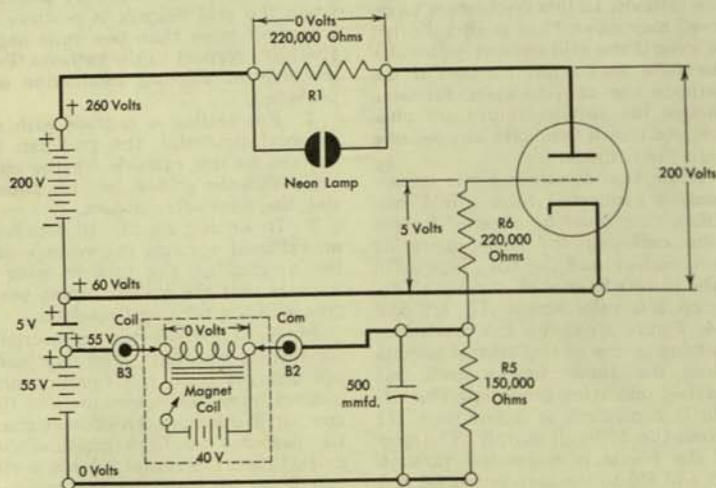 0 Volts
220,000 Ohms
R1
Neon Lamp
+ 260 Volts
+
200 V
−
200 Volts
5 Volts
R6
220,000
Ohms
+ 60 Volts
5 V
+ 55 V
+
55 V
−
0 Volts
Coil
0 Volts
Com
B3
B2
Magnet
Coil
40 V
500
mmfd.
R5
150,000
Ohms